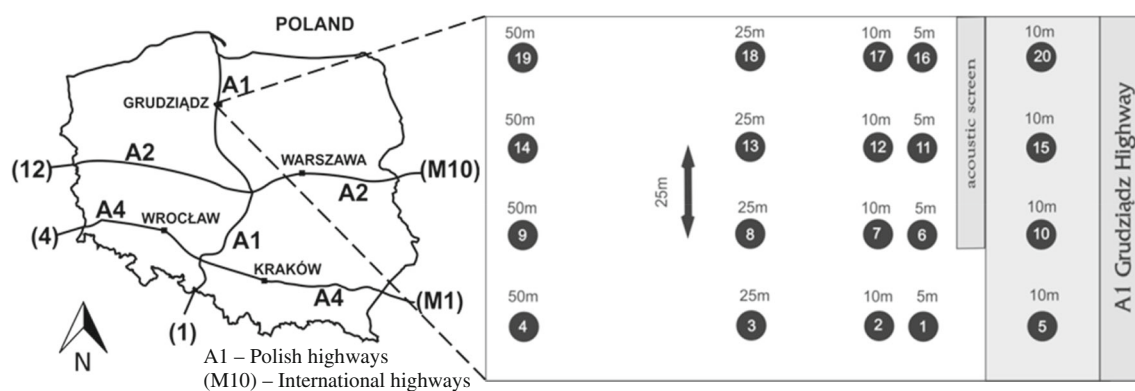 POLAND
A1
GRUDZIĄDZ
(12)
A2
WARSZAWA
(M10)
A2
A4
WROCŁAW
(4)
A1
KRAKÓW
A4
(M1)
(1)
N
A1 – Polish highways
(M10) – International highways
50m 25m 10m 5m 10m
19 18 17 16 20
50m 25m 10m 5m 10m
14 13 12 11 15
25m
50m 25m 10m 5m 10m
9 8 7 6 10
50m 25m 10m 5m 10m
4 3 2 1 5
acoustic screen
A1 Grudziądz Highway